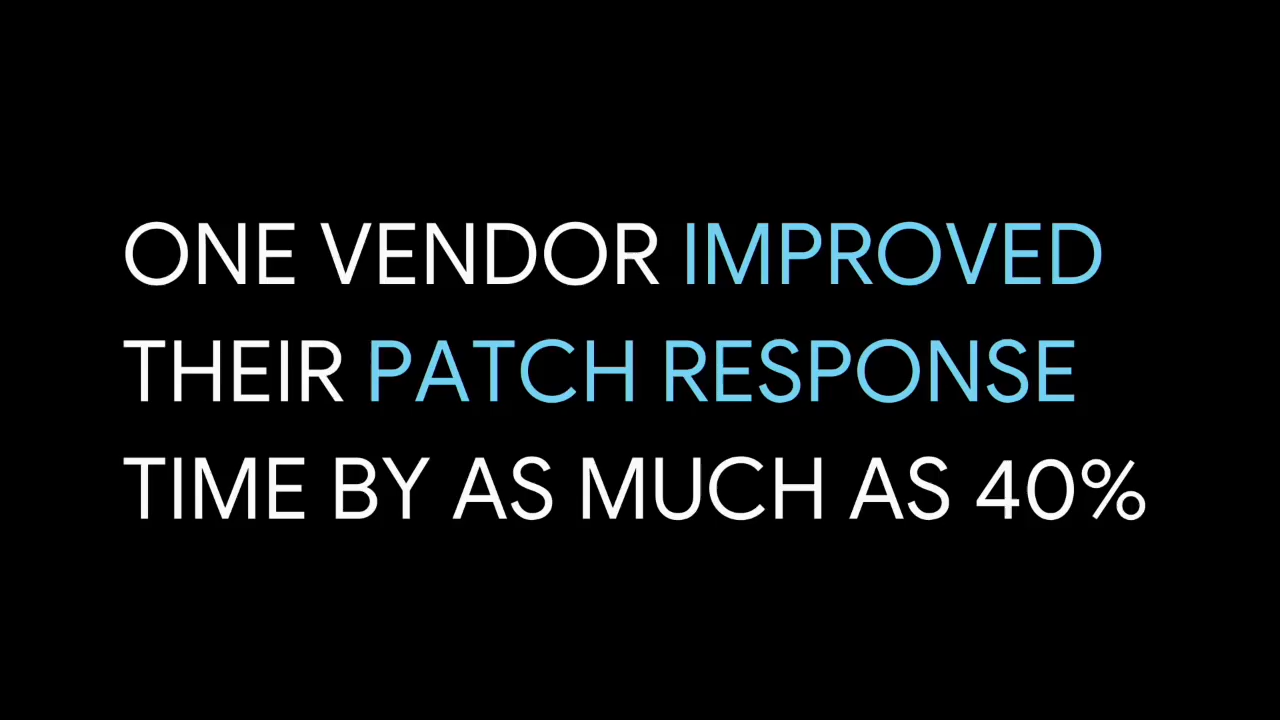 ONE VENDOR IMPROVED
THEIR PATCH RESPONSE
TIME BY AS MUCH AS 40%